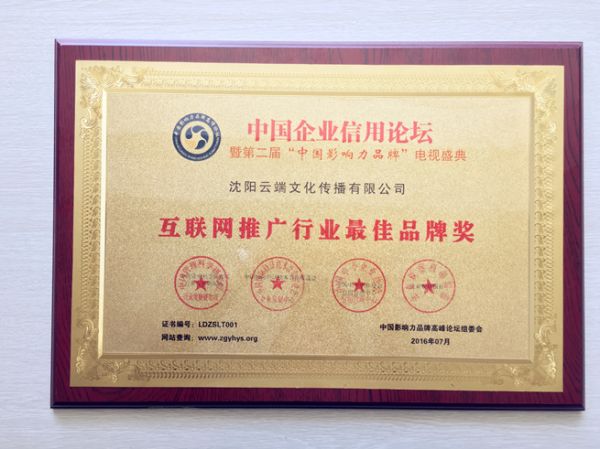 中国企业信用论坛
暨第二届“中国影响力品牌”电视盛典
沈阳云端文化传播有限公司
互联网推广行业最佳品牌奖
证书编号：LDZSLT001
网站查询：www.zgyhys.org
中国影响力品牌高峰论坛组委会
2016年07月